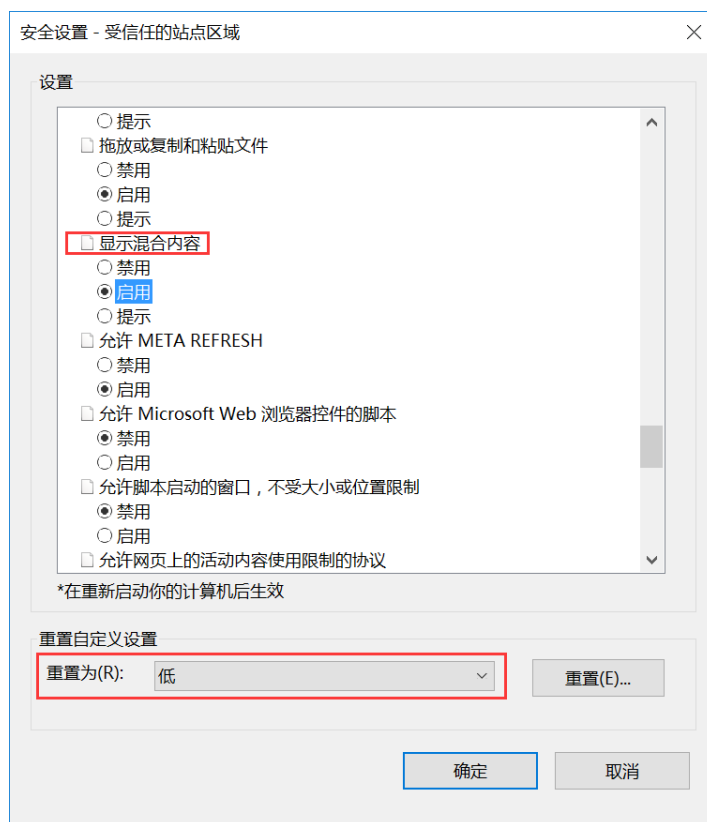 安全设置 - 受信任的站点区域
设置
提示
拖放或复制和粘贴文件
禁用
启用
提示
显示混合内容
禁用
启用
提示
允许 META REFRESH
禁用
启用
允许 Microsoft Web 浏览器控件的脚本
禁用
启用
允许脚本启动的窗口，不受大小或位置限制
禁用
启用
允许网页上的活动内容使用限制的协议
*在重新启动你的计算机后生效
重置自定义设置
重置为(R): 低 重置(E)...
确定 取消